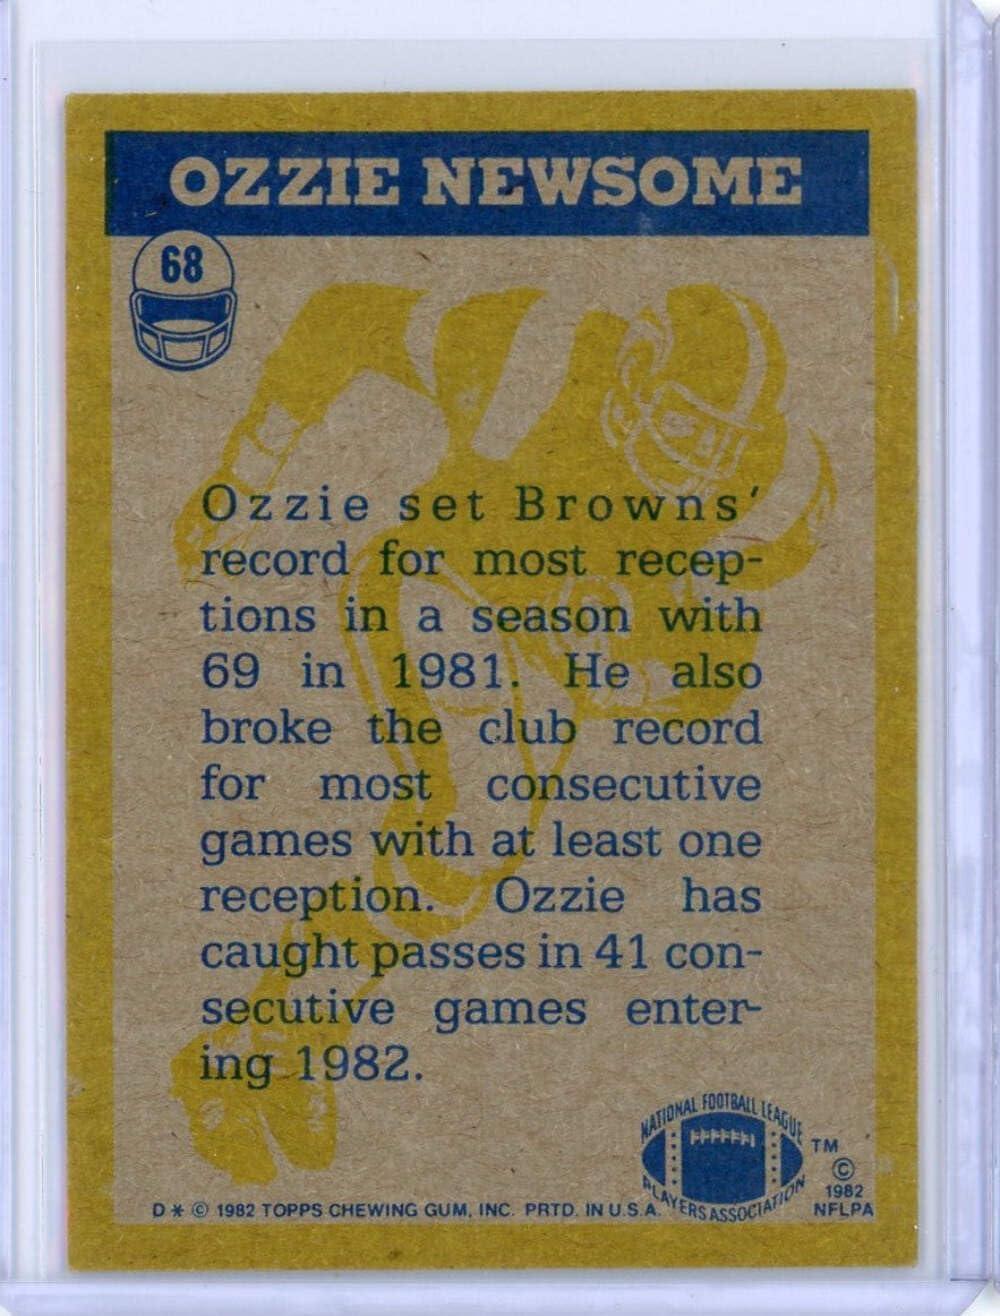 OZZIE NEWSOME
68
Ozzie set Browns'
record for most recep-
tions in a season with
69 in 1981. He also
broke the club record
for most consecutive
games with at least one
reception. Ozzie has
caught passes in 41 con-
secutive games enter-
ing 1982.
NATIONAL FOOTBALL LEAGUE
PLAYERS ASSOCIATION
TM
©
1982
NFLPA
D * © 1982 TOPPS CHEWING GUM, INC. PRTD. IN U.S.A.